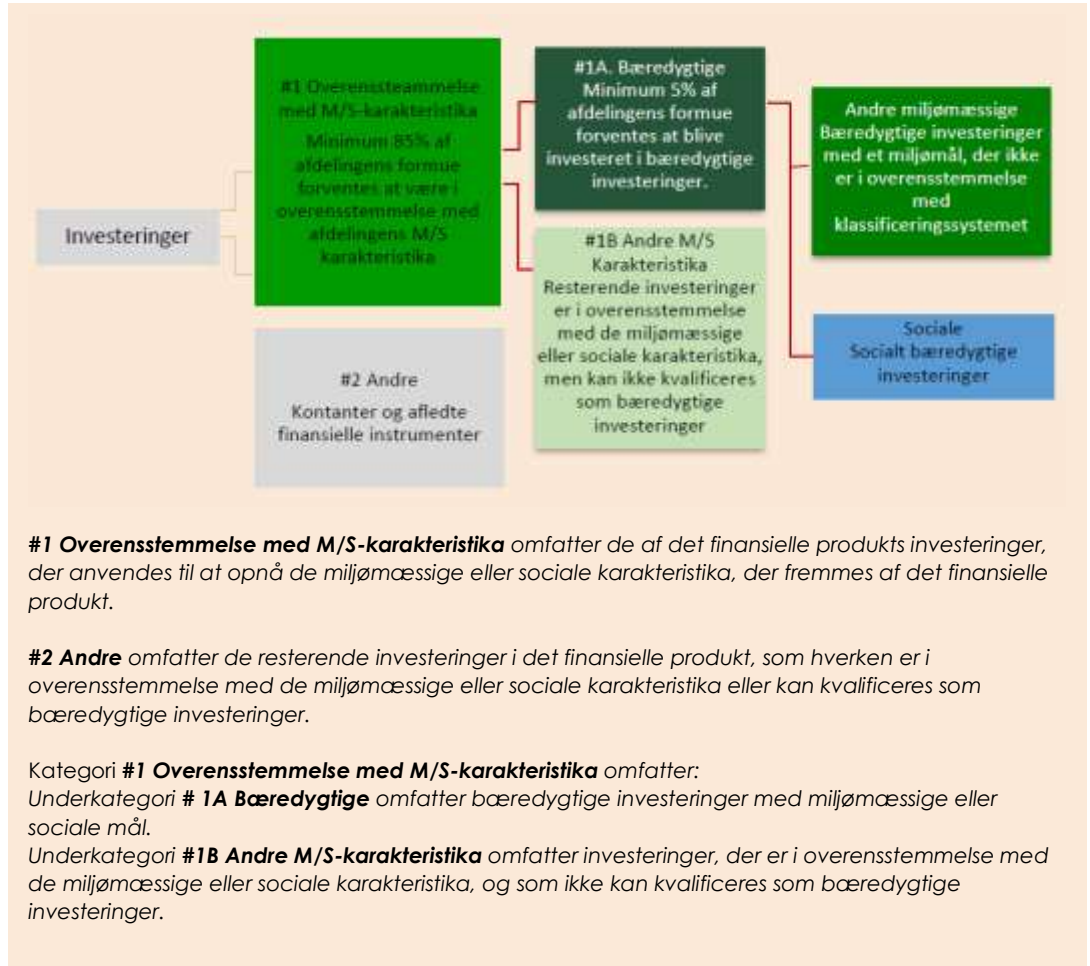 Investeringer
#1 Overenssteammelse
med M/S-karakteristika
Minimum 85% af
afdelingens formue
forventes at være i
overensstemmelse med
afdelingens M/S
karakteristika
#2 Andre
Kontanter og afledte
finansielle instrumenter
#1A. Bæredygtige
Minimum 5% af
afdelingens formue
forventes at blive
investeret i bæredygtige
investeringer.
#1B Andre M/S
Karakteristika
Resterende investeringer
er i overensstemmelse
med de miljømæssige
eller sociale karakteristika,
men kan ikke kvalificeres
som bæredygtige
investeringer
Andre miljømæssige
Bæredygtige investeringer
med et miljømål, der ikke
er i overensstemmelse
med
klassificeringssystemet
Sociale
Socialt bæredygtige
investeringer
#1 Overensstemmelse med M/S-karakteristika omfatter de af det finansielle produkts investeringer,
der anvendes til at opnå de miljømæssige eller sociale karakteristika, der fremmes af det finansielle
produkt.
#2 Andre omfatter de resterende investeringer i det finansielle produkt, som hverken er i
overensstemmelse med de miljømæssige eller sociale karakteristika eller kan kvalificeres som
bæredygtige investeringer.
Kategori #1 Overensstemmelse med M/S-karakteristika omfatter:
Underkategori # 1A Bæredygtige omfatter bæredygtige investeringer med miljømæssige eller
sociale mål.
Underkategori #1B Andre M/S-karakteristika omfatter investeringer, der er i overensstemmelse med
de miljømæssige eller sociale karakteristika, og som ikke kan kvalificeres som bæredygtige
investeringer.